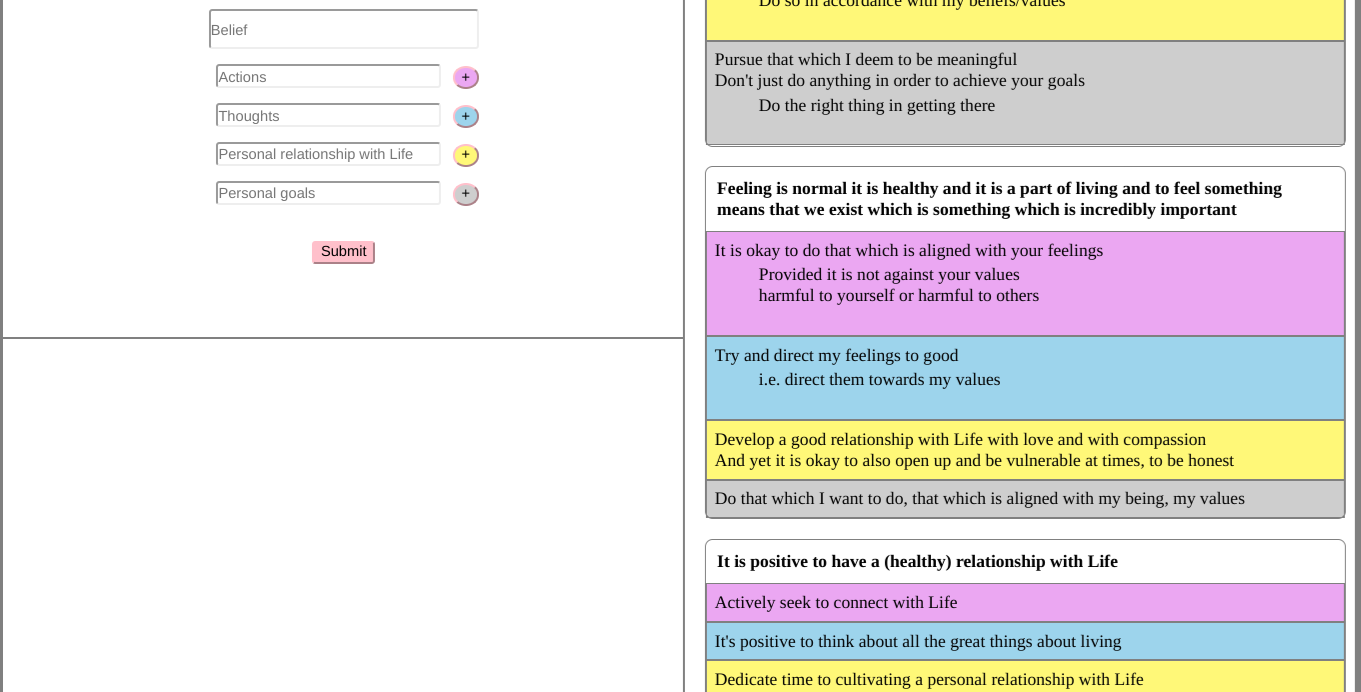 Belief
Actions
+
Thoughts
+
Personal relationship with Life
+
Personal goals
+
Submit
Do so in accordance with my beliefs/values
Pursue that which I deem to be meaningful
Don't just do anything in order to achieve your goals
Do the right thing in getting there
Feeling is normal it is healthy and it is a part of living and to feel something
means that we exist which is something which is incredibly important
It is okay to do that which is aligned with your feelings
Provided it is not against your values
harmful to yourself or harmful to others
Try and direct my feelings to good
i.e. direct them towards my values
Develop a good relationship with Life with love and with compassion
And yet it is okay to also open up and be vulnerable at times, to be honest
Do that which I want to do, that which is aligned with my being, my values
It is positive to have a (healthy) relationship with Life
Actively seek to connect with Life
It's positive to think about all the great things about living
Dedicate time to cultivating a personal relationship with Life